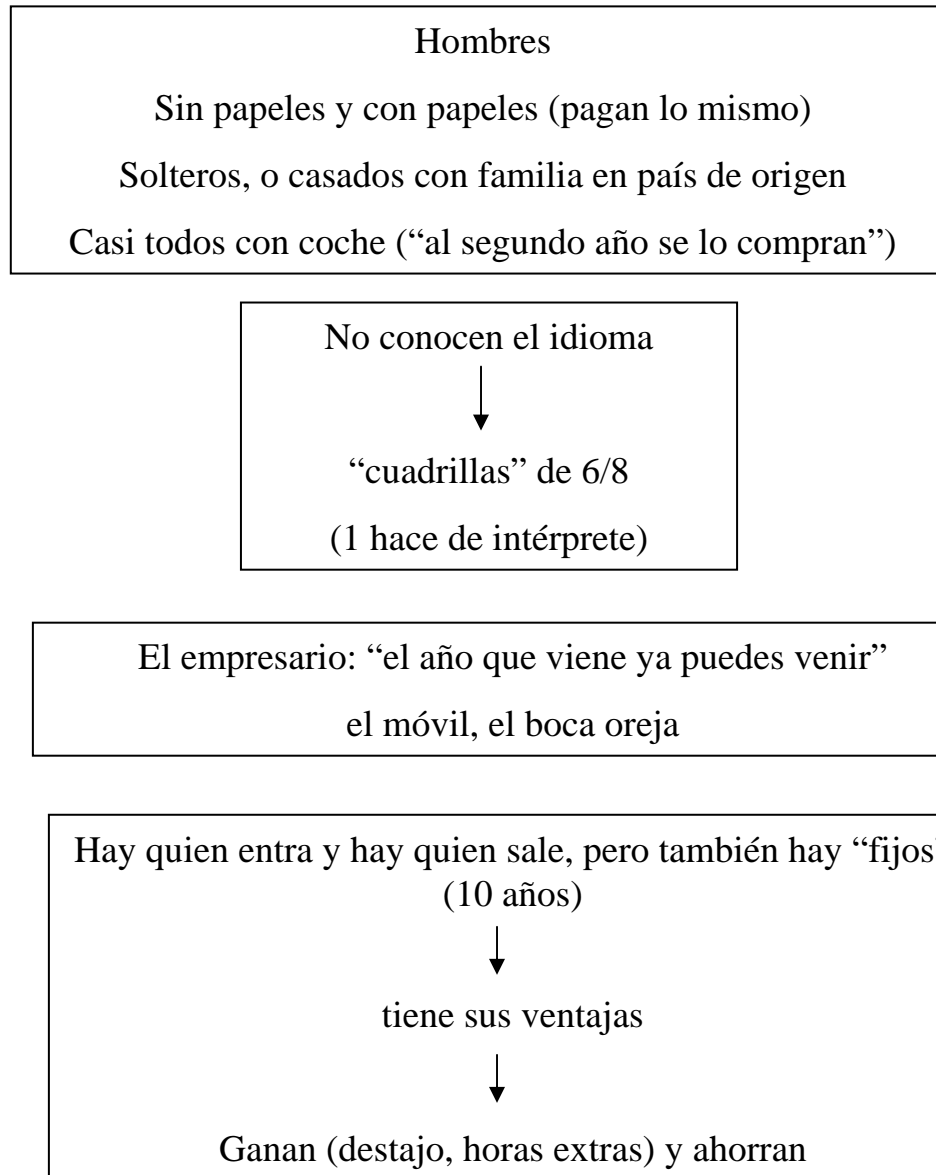 Hombres
Sin papeles y con papeles (pagan lo mismo)
Solteros, o casados con familia en país de origen
Casi todos con coche (“al segundo año se lo compran”)
No conocen el idioma
“cuadrillas” de 6/8
(1 hace de intérprete)
El empresario: “el año que viene ya puedes venir”
el móvil, el boca oreja
Hay quien entra y hay quien sale, pero también hay “fijos”
(10 años)
tiene sus ventajas
Ganan (destajo, horas extras) y ahorran